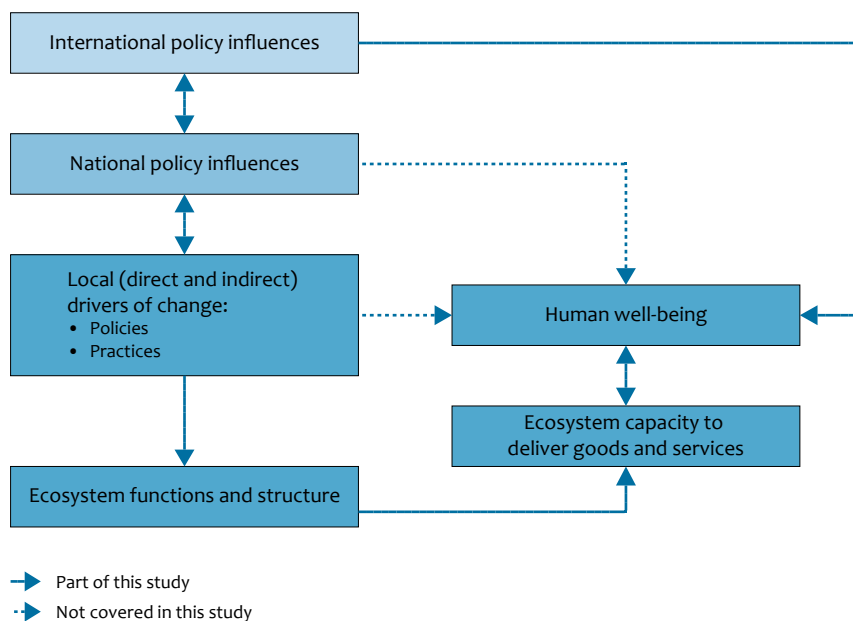 International policy influences
National policy influences
Local (direct and indirect)
drivers of change:
• Policies
• Practices
Human well-being
Ecosystem capacity to
deliver goods and services
Ecosystem functions and structure
Part of this study
Not covered in this study